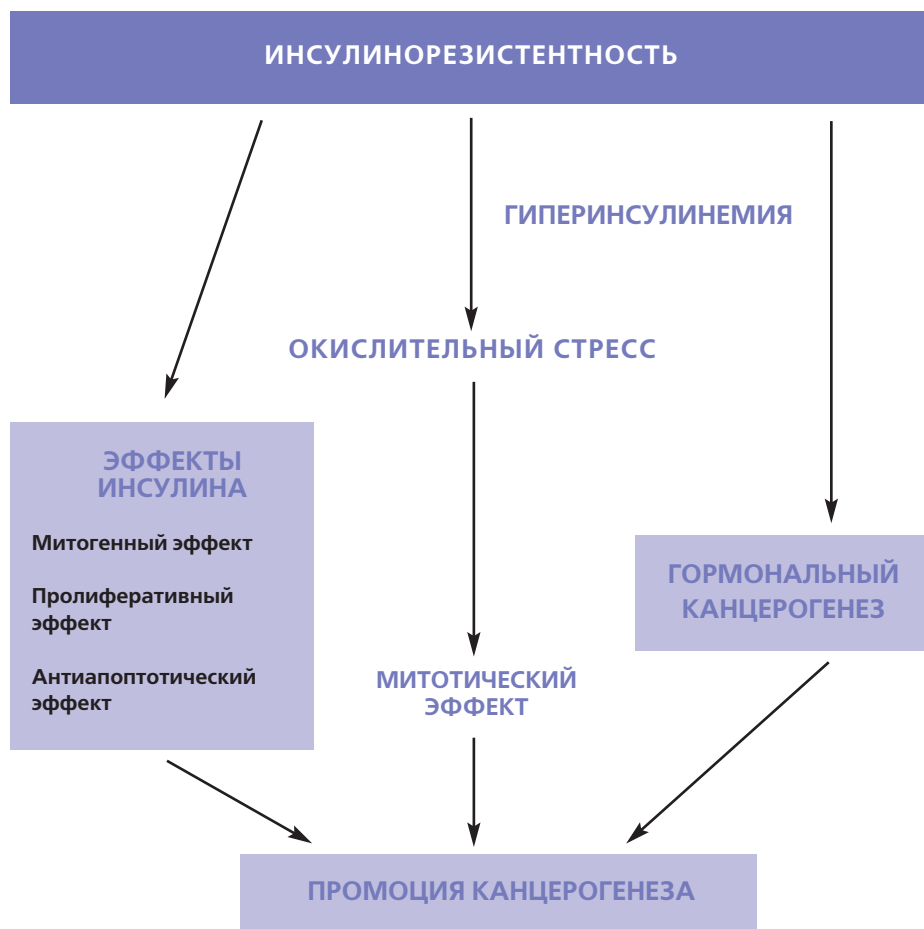 ИНСУЛИНОРЕЗИСТЕНТНОСТЬ
ГИПЕРИНСУЛИНЕМИЯ
ОКИСЛИТЕЛЬНЫЙ СТРЕСС
ЭФФЕКТЫ
ИНСУЛИНА
Митогенный эффект
Пролиферативный
эффект
Антиапоптотический
эффект
МИТОТИЧЕСКИЙ
ЭФФЕКТ
ГОРМОНАЛЬНЫЙ
КАНЦЕРОГЕНЕЗ
ПРОМОЦИЯ КАНЦЕРОГЕНЕЗА